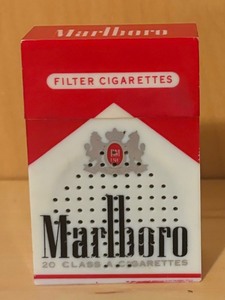 Marlboro
FILTER CIGARETTES
Marlboro
20 CLASS A CIGARETTES